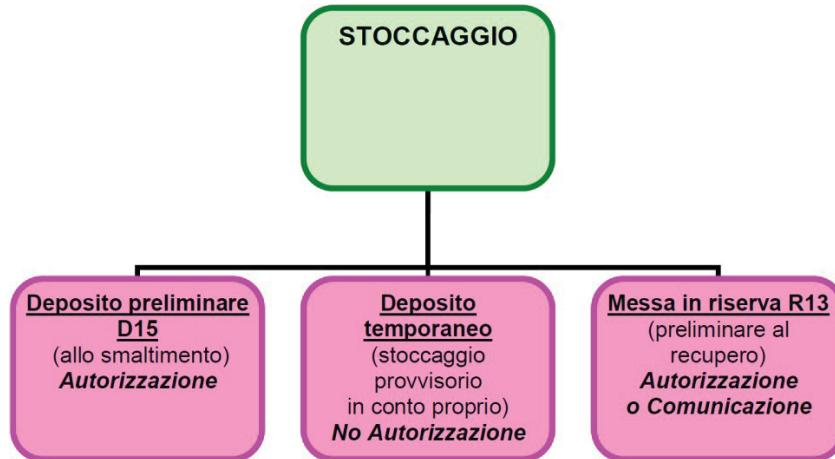 STOCCAGGIO
Deposito preliminare
D15
(allo smaltimento)
Autorizzazione
Deposito
temporaneo
(stoccaggio
provvisorio
in conto proprio)
No Autorizzazione
Messa in riserva R13
(preliminare al
recupero)
Autorizzazione
o Comunicazione